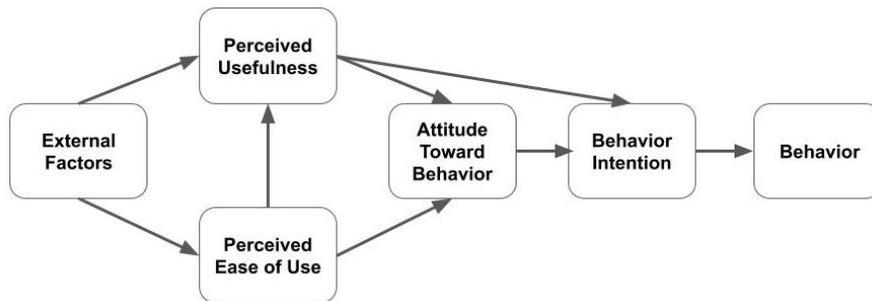 Perceived
Usefulness
External
Factors
Attitude
Toward
Behavior
Behavior
Intention
Behavior
Perceived
Ease of Use